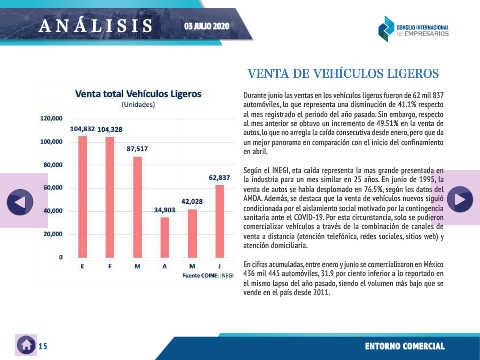 ANÁLISIS
03 JULIO 2020
CONSEJO INTERNACIONAL
DE EMPRESARIOS
VENTA DE VEHÍCULOS LIGEROS
Venta total Vehículos Ligeros
(Unidades)
120,000
100,000
80,000
60,000
40,000
20,000
0
104,832 104,328
87,517
34,903
42,028
62,837
E F M A M J
Fuente COINE: INEGI
Durante junio las ventas en los vehículos ligeros fueron de 62 mil 837
automóviles, lo que representa una disminución de 41.1% respecto
al mes registrado el periodo del año pasado. Sin embargo, respecto
al mes anterior se obtuvo un incremento de 49.51% en la venta de
autos, lo que no arregla la caída consecutiva desde enero, pero que da
un mejor panorama en comparación con el inicio del confinamiento
en abril.
Según el INEGI, eta caída representa la mas grande presentada en
la industria para un mes similar en 25 años. En junio de 1995, la
venta de autos se había desplomado en 76.5%, según los datos del
AMDA. Además, se destaca que la venta de vehículos nuevos siguió
condicionada por el aislamiento social motivado por la contingencia
sanitaria ante el COVID-19. Por esta circunstancia, solo se pudieron
comercializar vehículos a través de la combinación de canales de
venta a distancia (atención telefónica, redes sociales, sitios web) y
atención domiciliaria.
En cifras acumuladas, entre enero y junio se comercializaron en México
436 mil 445 automóviles, 31.9 por ciento inferior a lo reportado en
el mismo lapso del año pasado, siendo el volumen más bajo que se
vende en el país desde 2011.
15
ENTORNO COMERCIAL